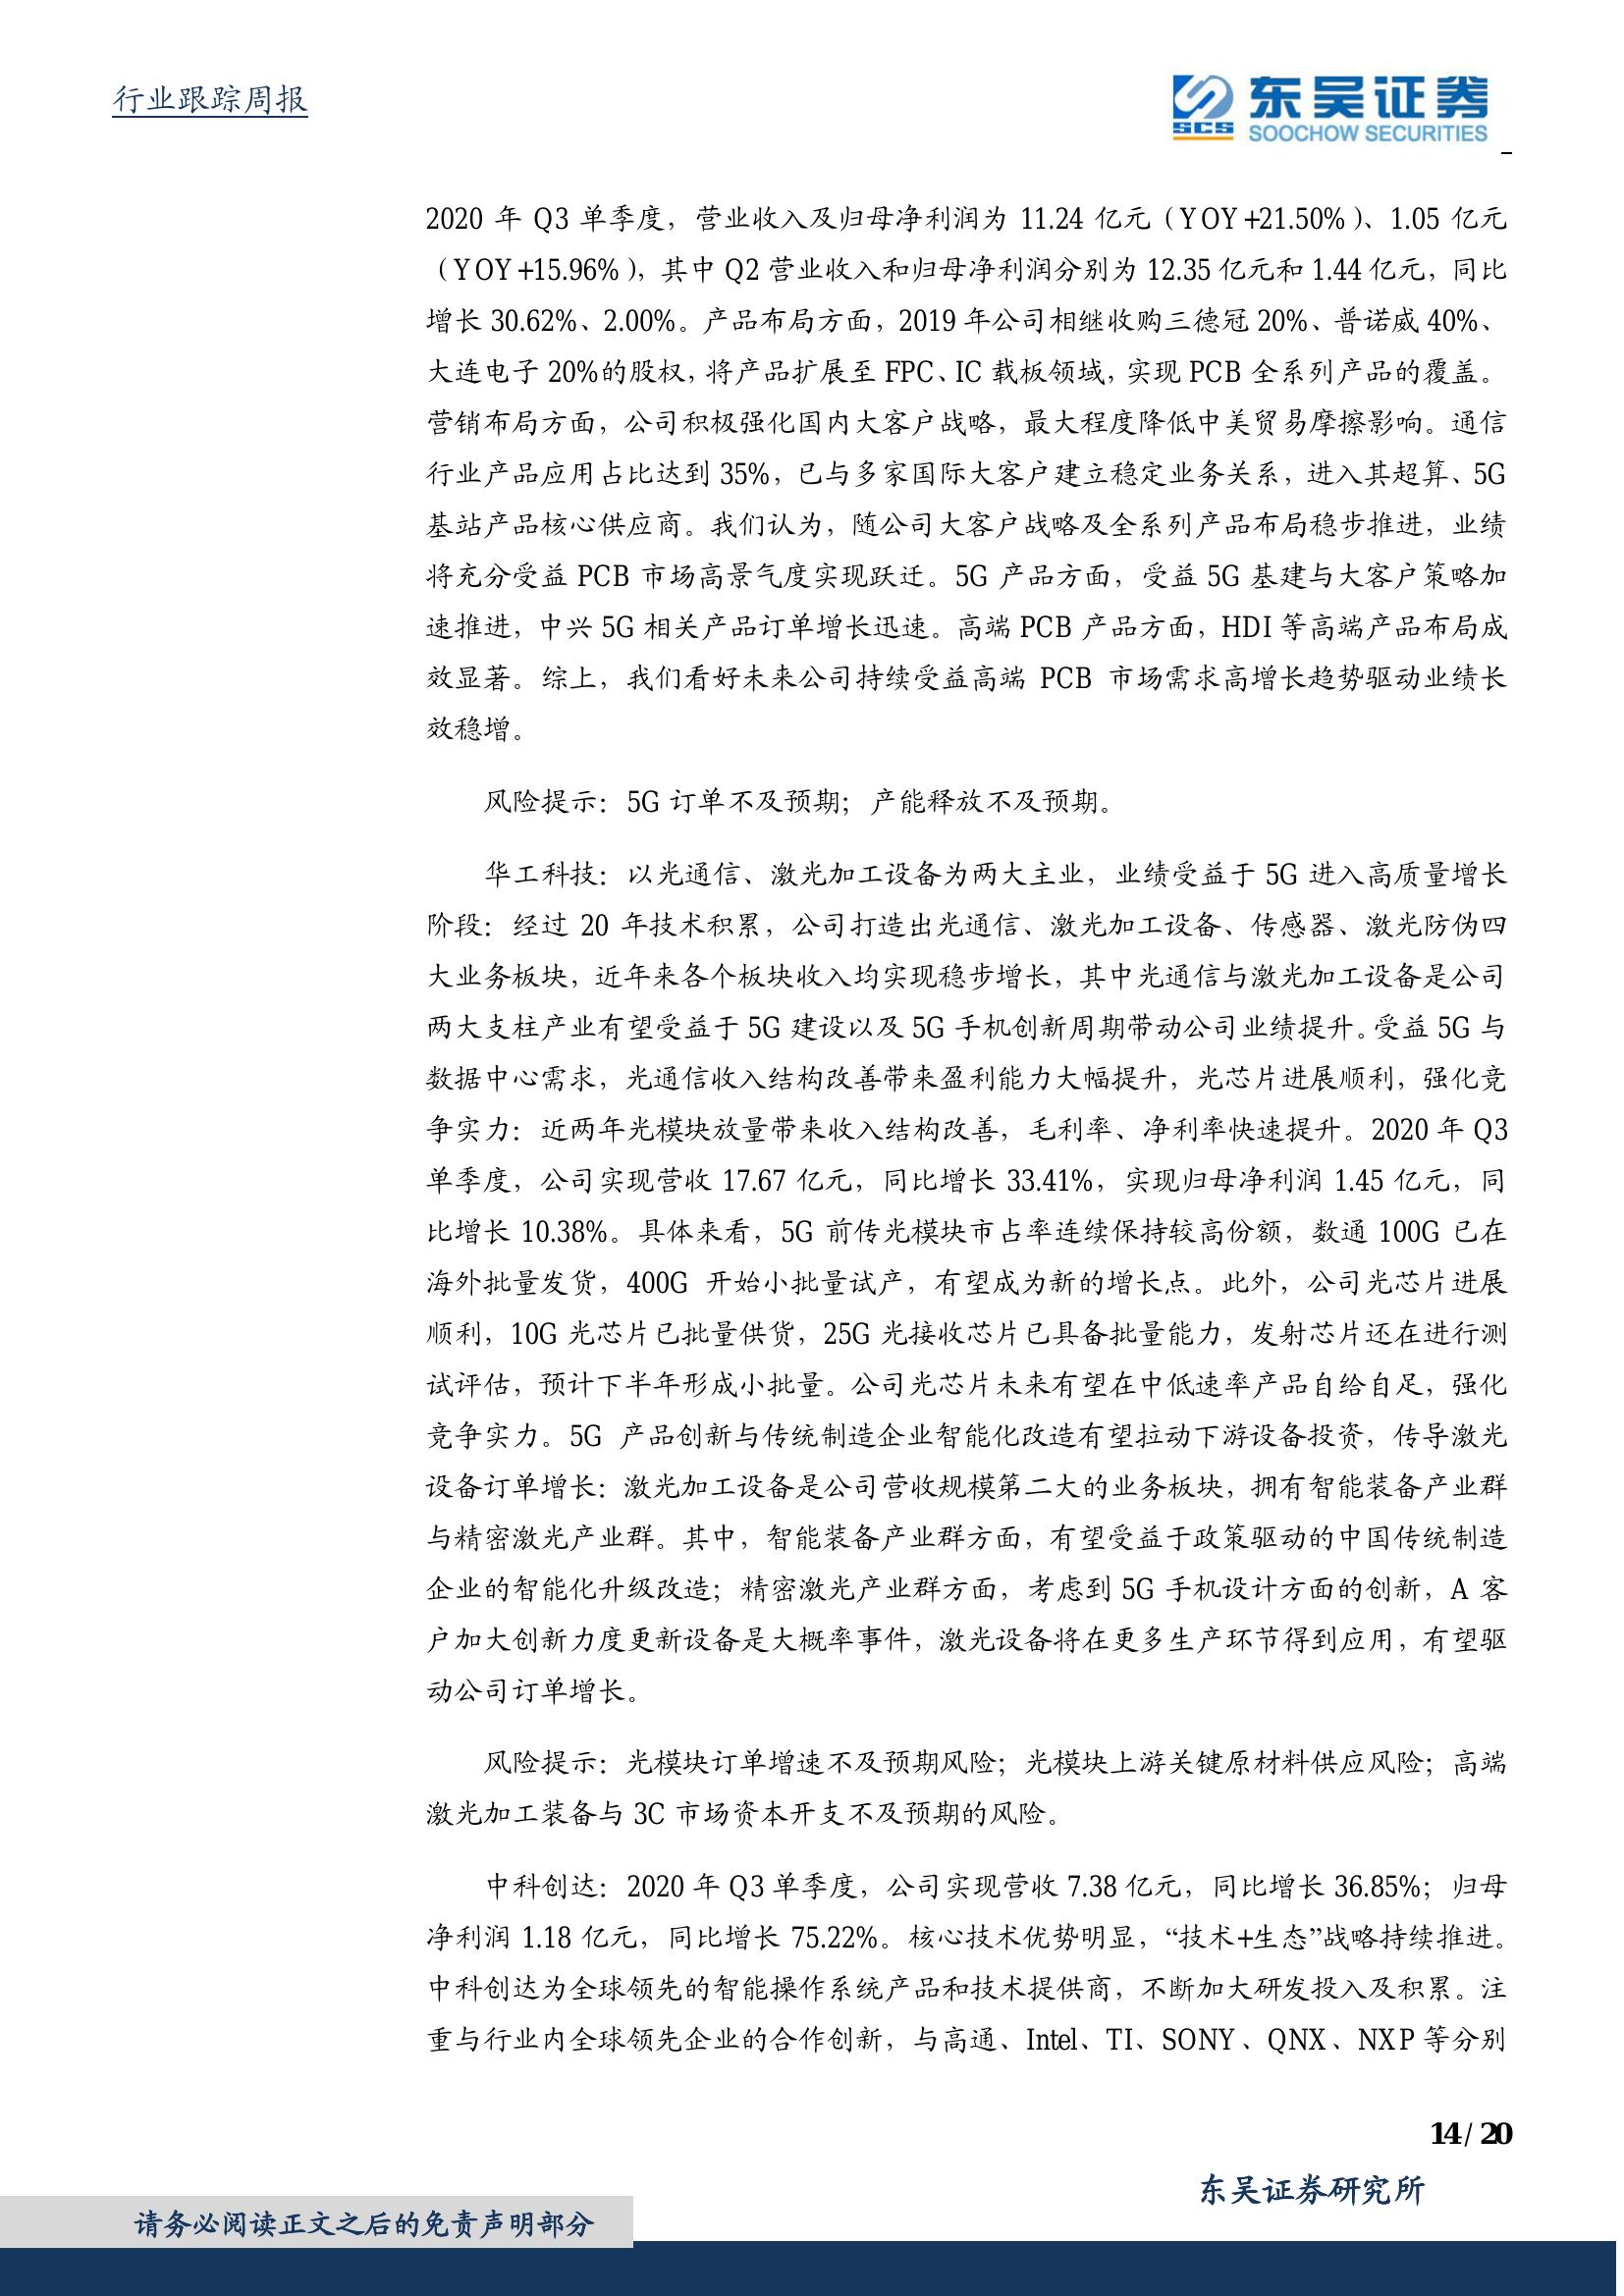 行业跟踪周报
SCS
东吴证券
SOOCHOW SECURITIES
2020 年 Q3 单季度，营业收入及归母净利润为 11.24 亿元（YOY+21.50%）、1.05 亿元
（YOY+15.96%），其中 Q2 营业收入和归母净利润分别为 12.35 亿元和 1.44 亿元，同比
增长 30.62%、2.00%。产品布局方面，2019 年公司相继收购三德冠 20%、普诺威 40%、
大连电子 20%的股权，将产品扩展至 FPC、IC 载板领域，实现 PCB 全系列产品的覆盖。
营销布局方面，公司积极强化国内大客户战略，最大程度降低中美贸易摩擦影响。通信
行业产品应用占比达到 35%，已与多家国际大客户建立稳定业务关系，进入其超算、5G
基站产品核心供应商。我们认为，随公司大客户战略及全系列产品布局稳步推进，业绩
将充分受益 PCB 市场高景气度实现跃迁。5G 产品方面，受益 5G 基建与大客户策略加
速推进，中兴 5G 相关产品订单增长迅速。高端 PCB 产品方面，HDI 等高端产品布局成
效显著。综上，我们看好未来公司持续受益高端 PCB 市场需求高增长趋势驱动业绩长
效稳增。
风险提示：5G 订单不及预期；产能释放不及预期。
华工科技：以光通信、激光加工设备为两大主业，业绩受益于 5G 进入高质量增长
阶段：经过 20 年技术积累，公司打造出光通信、激光加工设备、传感器、激光防伪四
大业务板块，近年来各个板块收入均实现稳步增长，其中光通信与激光加工设备是公司
两大支柱产业有望受益于 5G 建设以及 5G 手机创新周期带动公司业绩提升。受益 5G 与
数据中心需求，光通信收入结构改善带来盈利能力大幅提升，光芯片进展顺利，强化竞
争实力：近两年光模块放量带来收入结构改善，毛利率、净利率快速提升。2020 年 Q3
单季度，公司实现营收 17.67 亿元，同比增长 33.41%，实现归母净利润 1.45 亿元，同
比增长 10.38%。具体来看，5G 前传光模块市占率连续保持较高份额，数通 100G 已在
海外批量发货，400G 开始小批量试产，有望成为新的增长点。此外，公司光芯片进展
顺利，10G 光芯片已批量供货，25G 光接收芯片已具备批量能力，发射芯片还在进行测
试评估，预计下半年形成小批量。公司光芯片未来有望在中低速率产品自给自足，强化
竞争实力。5G 产品创新与传统制造企业智能化改造有望拉动下游设备投资，传导激光
设备订单增长：激光加工设备是公司营收规模第二大的业务板块，拥有智能装备产业群
与精密激光产业群。其中，智能装备产业群方面，有望受益于政策驱动的中国传统制造
企业的智能化升级改造；精密激光产业群方面，考虑到 5G 手机设计方面的创新，A 客
户加大创新力度更新设备是大概率事件，激光设备将在更多生产环节得到应用，有望驱
动公司订单增长。
风险提示：光模块订单增速不及预期风险；光模块上游关键原材料供应风险；高端
激光加工装备与 3C 市场资本开支不及预期的风险。
中科创达：2020 年 Q3 单季度，公司实现营收 7.38 亿元，同比增长 36.85%；归母
净利润 1.18 亿元，同比增长 75.22%。核心技术优势明显，“技术+生态”战略持续推进。
中科创达为全球领先的智能操作系统产品和技术提供商，不断加大研发投入及积累。注
重与行业内全球领先企业的合作创新，与高通、Intel、TI、SONY、QNX、NXP 等分别
14 / 20
东吴证券研究所
请务必阅读正文之后的免责声明部分